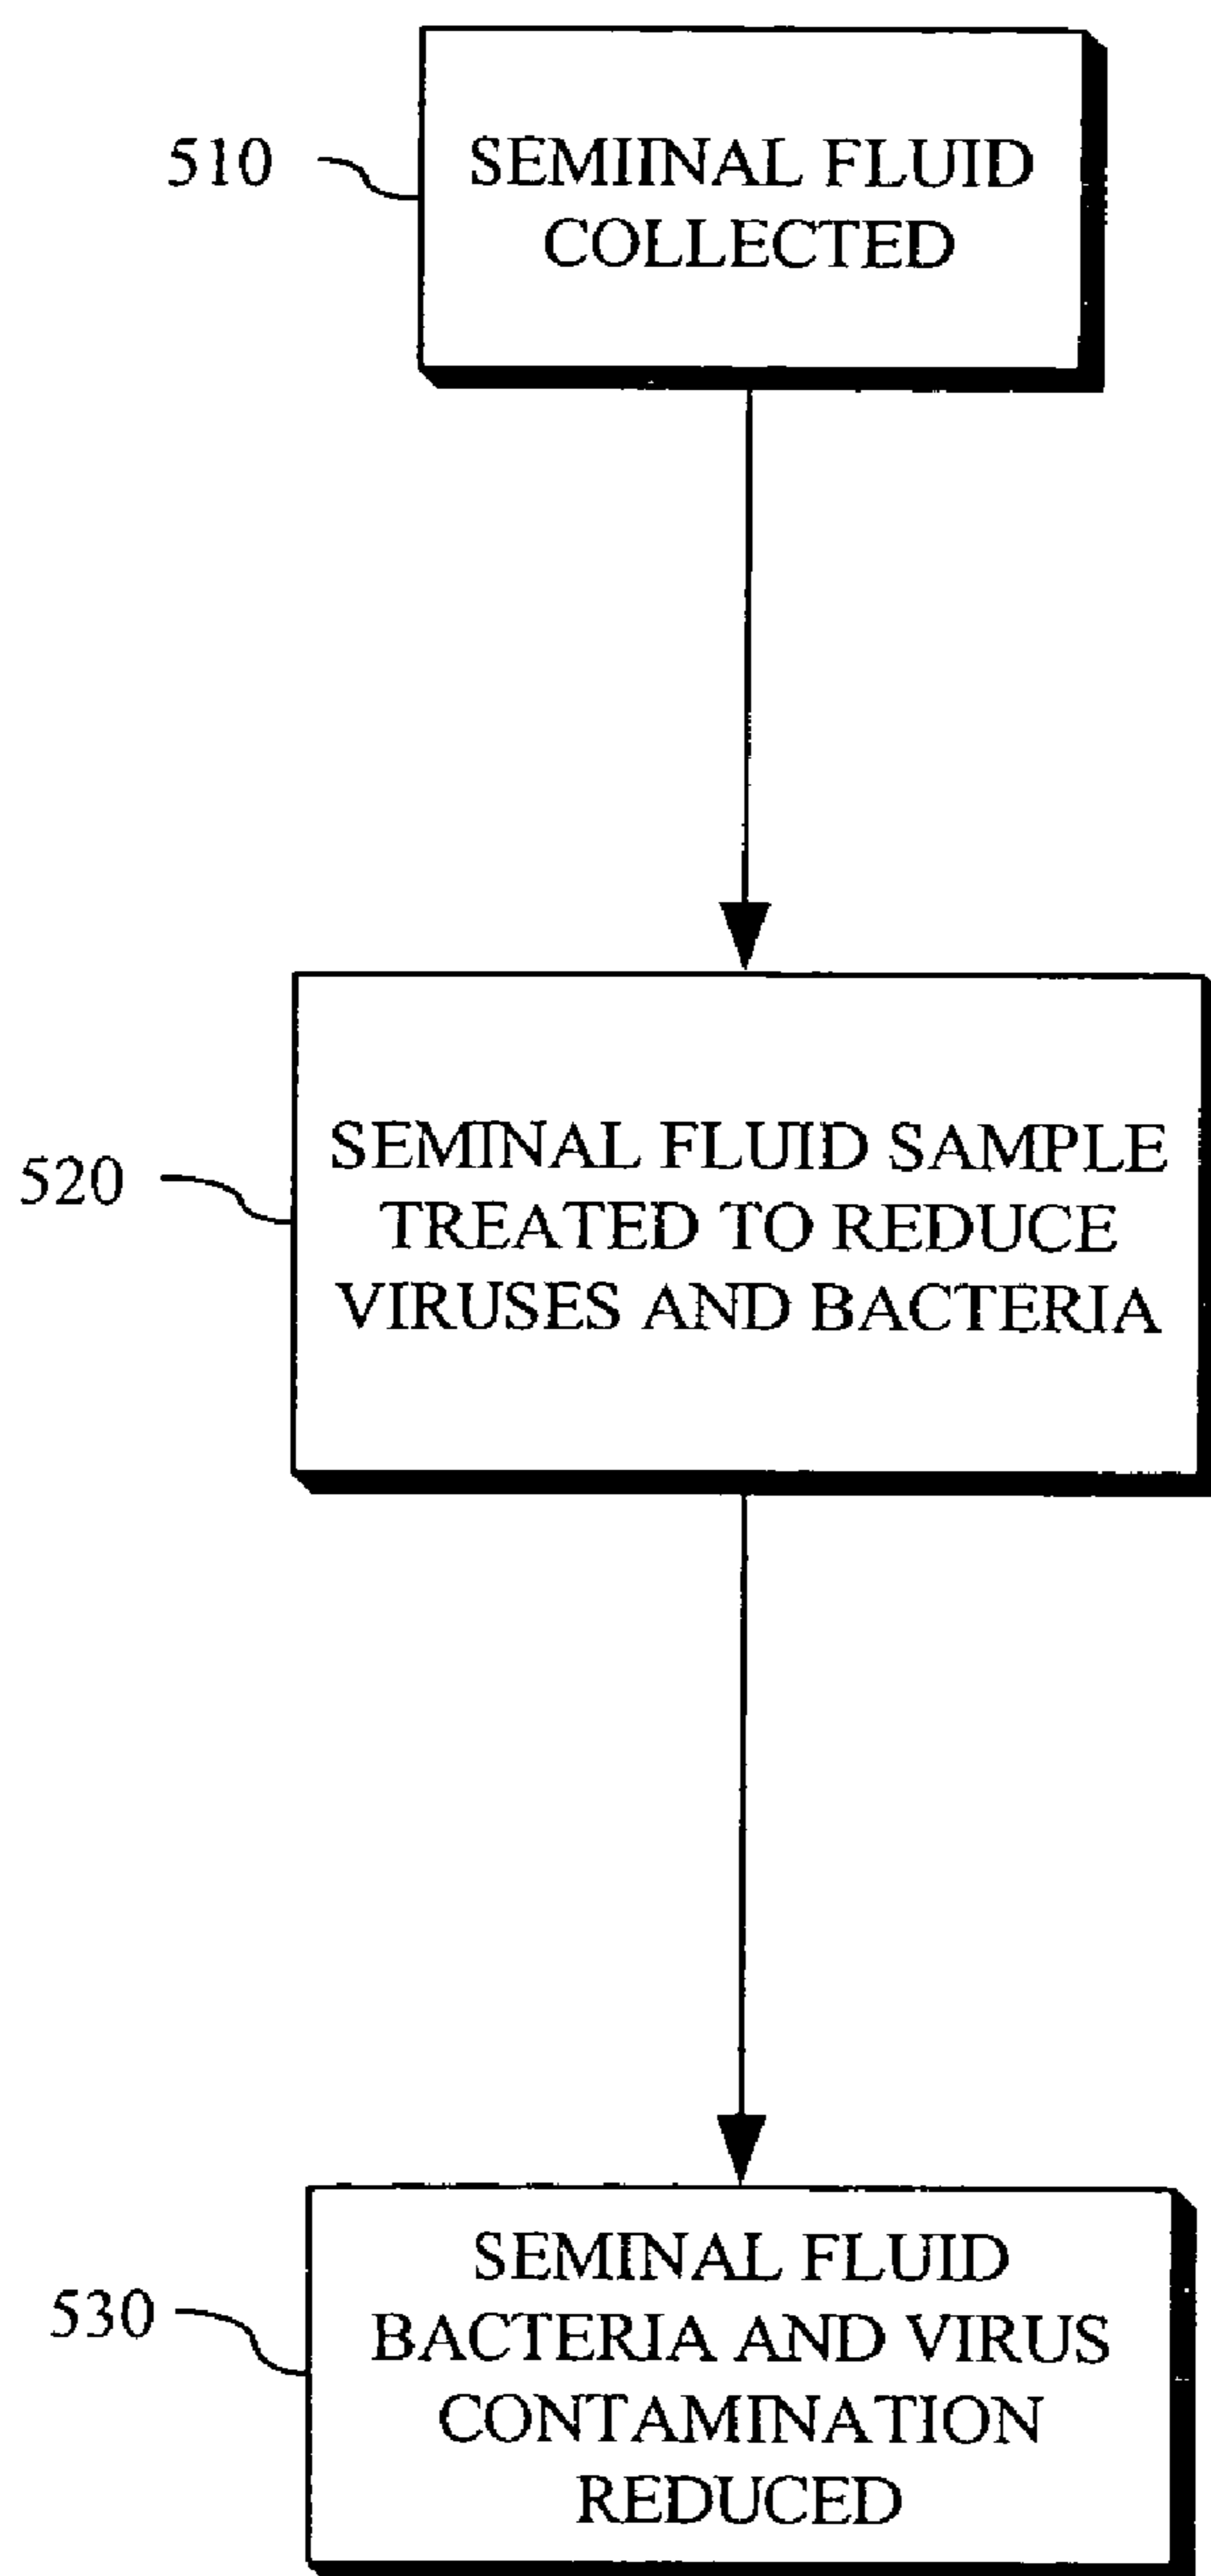 510
SEMIINAL FLUID
COLLECTED
520
SEMINAL FLUID SAMPLE
TREATED TO REDUCE
VIRUSES AND BACTERIA
530
SEMINAL FLUID
BACTERIA AND VIRUS
CONTAMINATION
REDUCED